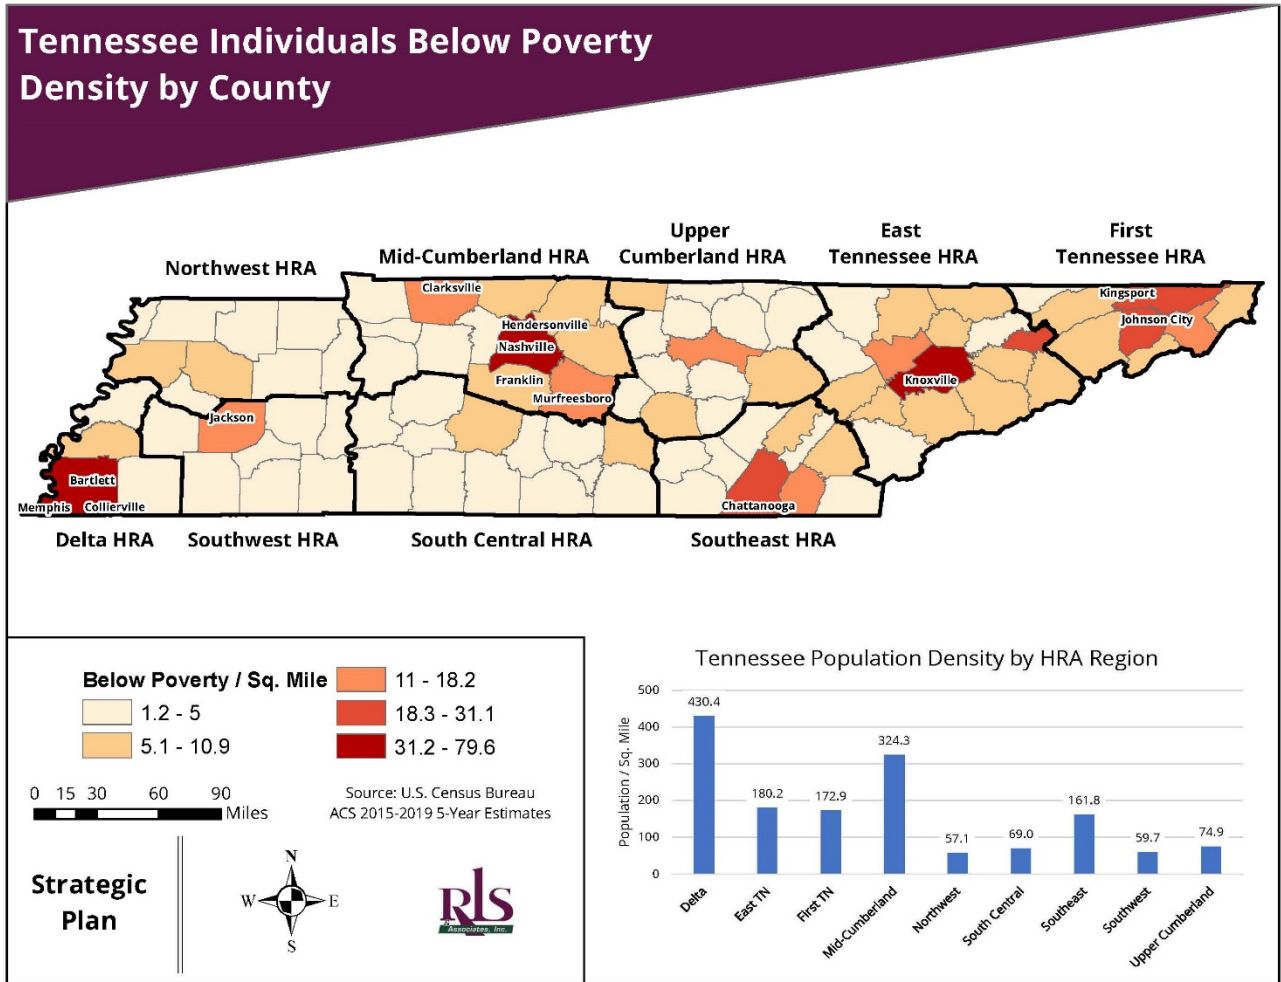 Tennessee Individuals Below Poverty
Density by County
Northwest HRA
Mid-Cumberland HRA
Upper
Cumberland HRA
East
Tennessee HRA
First
Tennessee HRA
Clarksville
Hendersonville
Nashville
Franklin
Murfreesboro
Knoxville
Kingsport
Johnson City
Jackson
Bartlett
Memphis
Collierville
Chattanooga
Delta HRA
Southwest HRA
South Central HRA
Southeast HRA
Below Poverty / Sq. Mile
1.2 - 5
5.1 - 10.9
11 - 18.2
18.3 - 31.1
31.2 - 79.6
0 15 30 60 90
Miles
Source: U.S. Census Bureau
ACS 2015-2019 5-Year Estimates
Strategic
Plan
N
W
E
S
RLS
& Associates, Inc.
Tennessee Population Density by HRA Region
Population / Sq. Mile
500
400
300
200
100
0
430.4
180.2
172.9
324.3
57.1
69.0
161.8
59.7
74.9
Delta
East TN
First TN
Mid-Cumberland
Northwest
South Central
Southeast
Southwest
Upper Cumberland